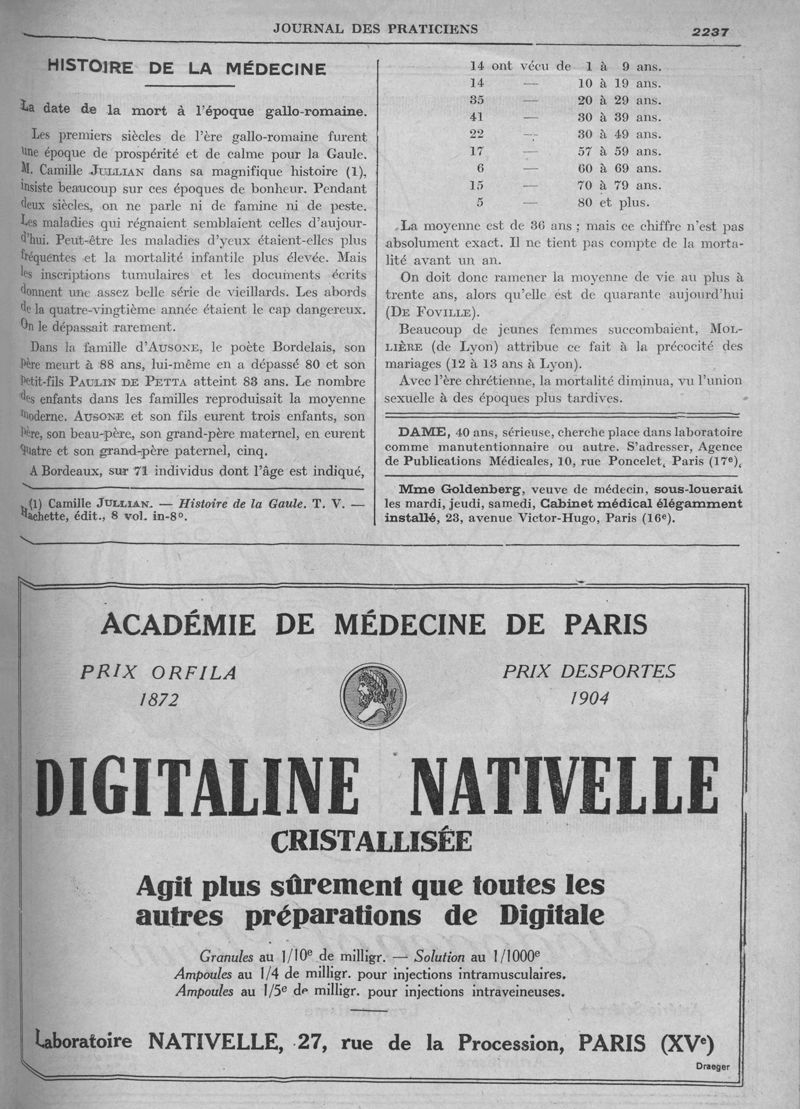 JOURNAL DES PRATICIENS 2237
HISTOIRE DE LA MÉDECINE
La date de la mort à l'époque gallo-romaine.
Les premiers siècles de l'ère gallo-romaine furent
une époque de prospérité et de calme pour la Gaule.
M. Camille JULLIAN dans sa magnifique histoire (1),
insiste beaucoup sur ces époques de bonheur. Pendant
deux siècles, on ne parle ni de famine ni de peste.
Les maladies qui régnaient semblaient celles d'aujour-
d'hui. Peut-être les maladies d'yeux étaient-elles plus
fréquentes et la mortalité infantile plus élevée. Mais
les inscriptions tumulaires et les documents écrits
donnent une assez belle série de vieillards. Les abords
de la quatre-vingtième année étaient le cap dangereux.
On le dépassait rarement.
Dans la famille d'AUSONE, le poète Bordelais, son
père meurt à 88 ans, lui-même en a dépassé 80 et son
petit-fils PAULIN DE PETTA atteint 83 ans. Le nombre
des enfants dans les familles reproduisait la moyenne
moderne. AUSONE et son fils eurent trois enfants, son
père, son beau-père, son grand-père maternel, en eurent
quatre et son grand-père paternel, cinq.
A Bordeaux, sur 71 individus dont l'âge est indiqué,
(1) Camille JULLIAN. — Histoire de la Gaule. T. V. —
Hachette, édit., 8 vol. in-8º.
14 ont vécu de 1 à 9 ans.
14 — 10 à 19 ans.
35 — 20 à 29 ans.
41 — 30 à 39 ans.
22 — 30 à 49 ans.
17 — 57 à 59 ans.
6 — 60 à 69 ans.
15 — 70 à 79 ans.
5 — 80 et plus.
La moyenne est de 36 ans ; mais ce chiffre n'est pas
absolument exact. Il ne tient pas compte de la morta-
lité avant un an.
On doit donc ramener la moyenne de vie au plus à
trente ans, alors qu'elle est de quarante aujourd'hui
(DE FOVILLE).
Beaucoup de jeunes femmes succombaient, MOL-
LIÈRE (de Lyon) attribue ce fait à la précocité des
mariages (12 à 13 ans à Lyon).
Avec l'ère chrétienne, la mortalité diminua, vu l'union
sexuelle à des époques plus tardives.
DAME, 40 ans, sérieuse, cherche place dans laboratoire
comme manutentionnaire ou autre. S'adresser, Agence
de Publications Médicales, 10, rue Poncelet, Paris (17e).
Mme Goldenberg, veuve de médecin, sous-louerait
les mardi, jeudi, samedi, Cabinet médical élégamment
installé, 23, avenue Victor-Hugo, Paris (16e).
ACADÉMIE DE MÉDECINE DE PARIS
PRIX ORFILA PRIX DESPORTES
1872 1904
DIGITALINE NATIVELLE
CRISTALLISÉE
Agit plus sûrement que toutes les
autres préparations de Digitale
Granules au 1/10e de milligr. — Solution au 1/1000e
Ampoules au 1/4 de milligr. pour injections intramusculaires.
Ampoules au 1/5e de milligr. pour injections intraveineuses.
Laboratoire NATIVELLE, 27, rue de la Procession, PARIS (XVe)
Draeger